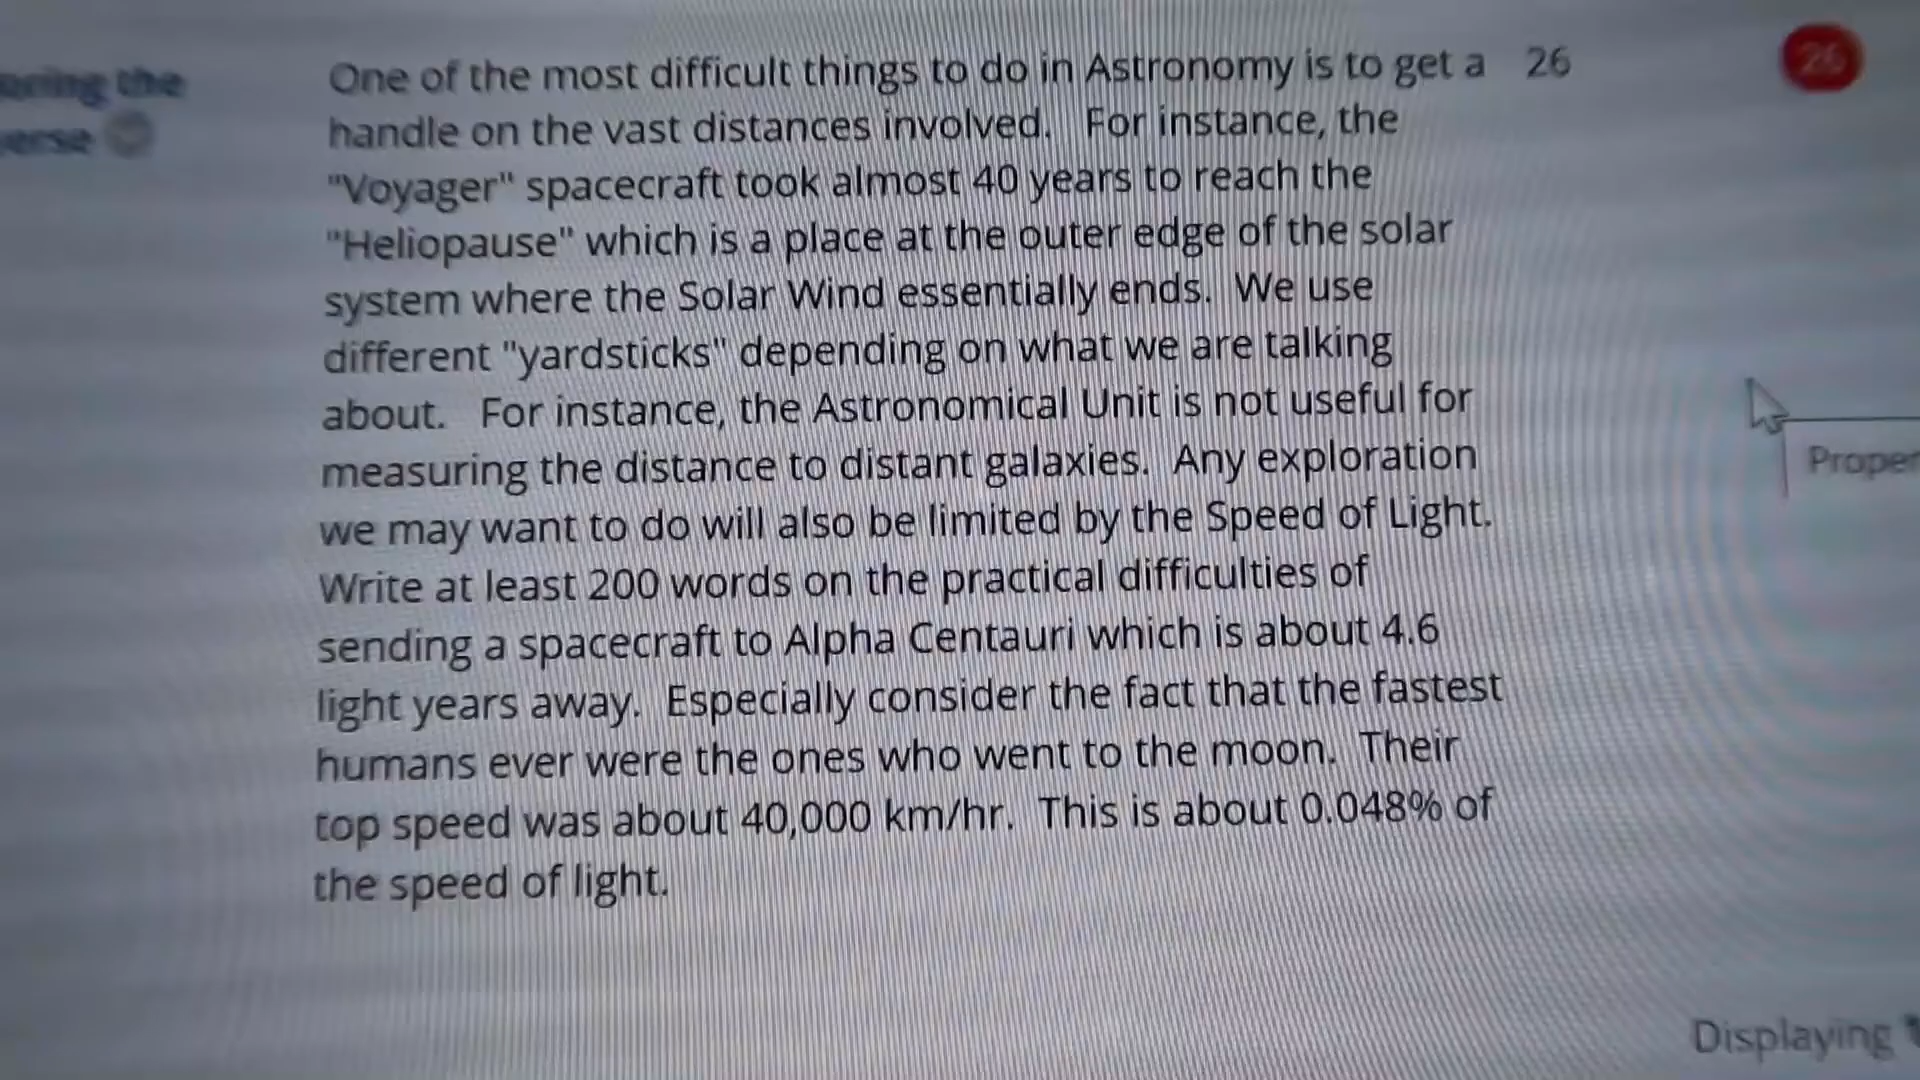 One of the most difficult things to do in Astronomy is to get a 26
26
handle on the vast distances involved. For instance, the
"Voyager" spacecraft took almost 40 years to reach the
"Heliopause" which is a place at the outer edge of the solar
system where the Solar Wind essentially ends. We use
different "yardsticks" depending on what we are talking
about. For instance, the Astronomical Unit is not useful for
measuring the distance to distant galaxies. Any exploration
we may want to do will also be limited by the Speed of Light.
Write at least 200 words on the practical difficulties of
sending a spacecraft to Alpha Centauri which is about 4.6
light years away. Especially consider the fact that the fastest
humans ever were the ones who went to the moon. Their
top speed was about 40,000 km/hr. This is about 0.048% of
the speed of light.
the
erse
Proper
Displaying